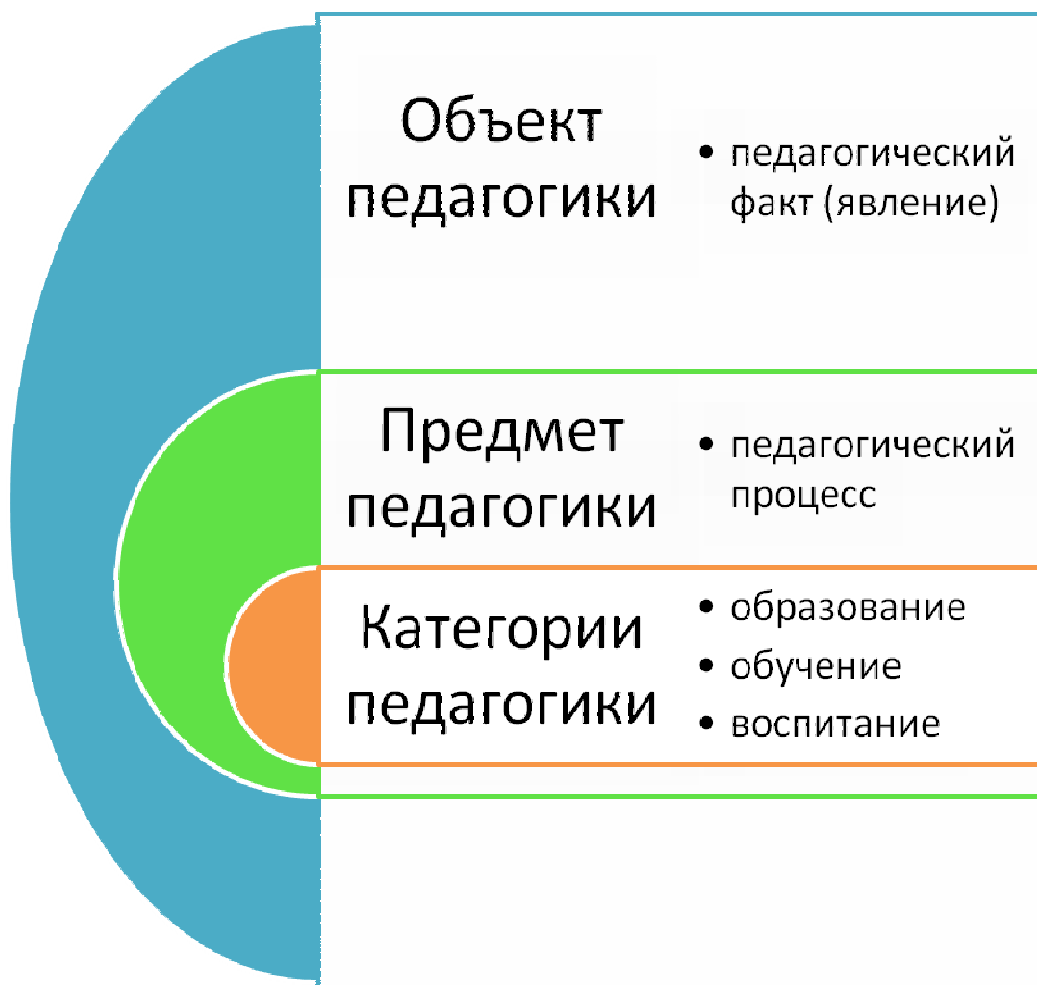 Объект
педагогики
• педагогический
факт (явление)
Предмет
педагогики
• педагогический
процесс
Категории
педагогики
• образование
• обучение
• воспитание